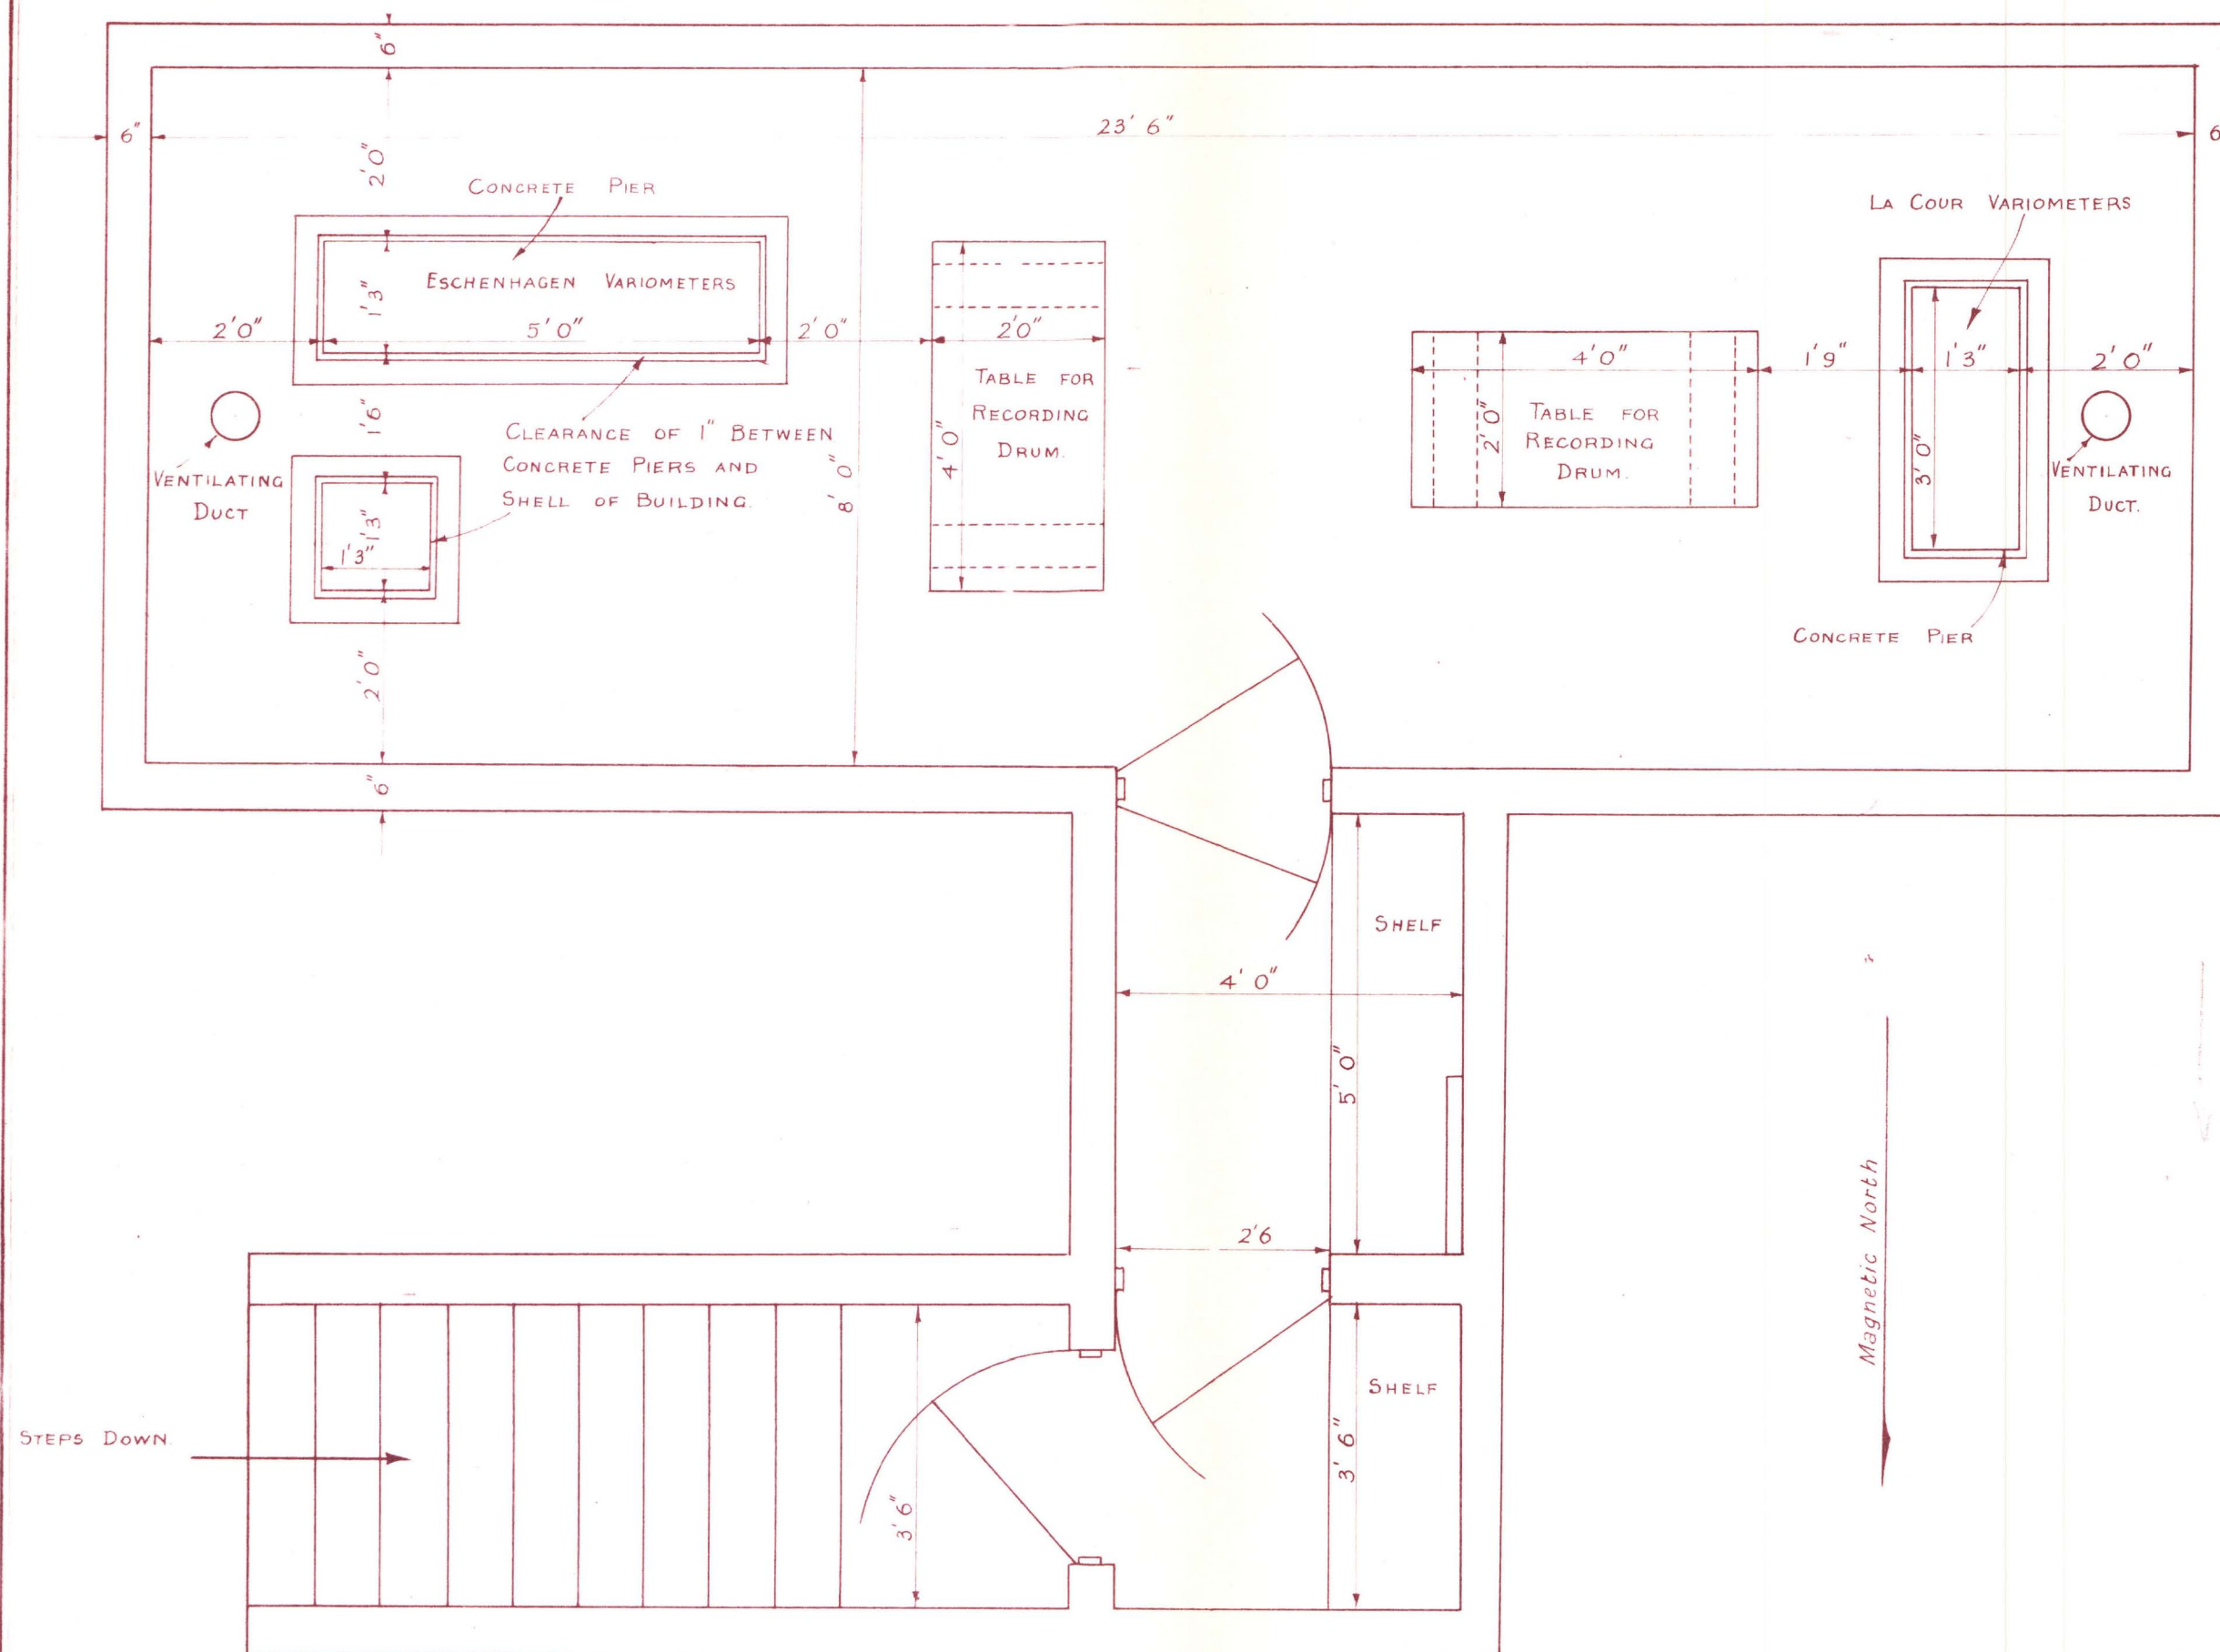 6"
6"
23' 6"
6
2'0"
CONCRETE PIER
LA COUR VARIOMETERS
ESCHENHAGEN VARIOMETERS
1'3"
2'0"
5'0"
2'0"
2'0"
4'0"
1'9"
1'3"
2'0"
TABLE FOR
RECORDING
DRUM.
4'0"
TABLE FOR
RECORDING
DRUM.
2'0"
3'0"
1'6"
CLEARANCE OF 1" BETWEEN
CONCRETE PIERS AND
SHELL OF BUILDING.
8' 0"
VENTILATING
DUCT
VENTILATING
DUCT.
1'3"
1'3"
CONCRETE PIER
2'0"
6"
SHELF
4' 0"
5' 0"
2'6
Magnetic North
SHELF
STEPS DOWN.
3' 6"
3' 6"